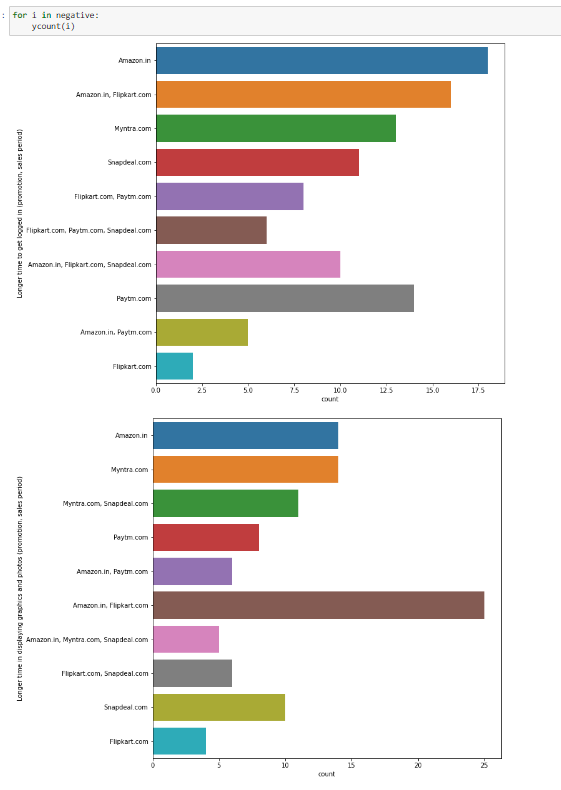 : for i in negative:
ycount(i)
Longer time to get logged in (promotion, sales period)
Amazon.in
Amazon.in, Flipkart.com
Myntra.com
Snapdeal.com
Flipkart.com, Paytm.com
Flipkart.com, Paytm.com, Snapdeal.com
Amazon.in, Flipkart.com, Snapdeal.com
Paytm.com
Amazon.in, Paytm.com
Flipkart.com
0.0 2.5 5.0 7.5 10.0 12.5 15.0 17.5
count
Longer time in displaying graphics and photos (promotion, sales period)
Amazon.in
Myntra.com
Myntra.com, Snapdeal.com
Paytm.com
Amazon.in, Paytm.com
Amazon.in, Flipkart.com
Amazon.in, Myntra.com, Snapdeal.com
Flipkart.com, Snapdeal.com
Snapdeal.com
Flipkart.com
0 5 10 15 20 25
count